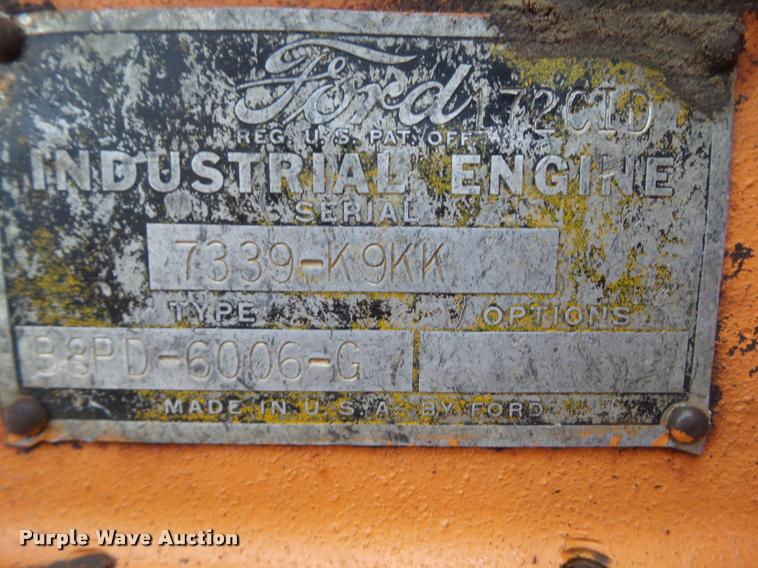 Ford 172CID
REG. U.S. PAT. OFF.
INDUSTRIAL ENGINE
SERIAL
7339-K9KK
TYPE OPTIONS
B8PD-6006-G
MADE IN U.S.A. BY FORD
Purple Wave Auction